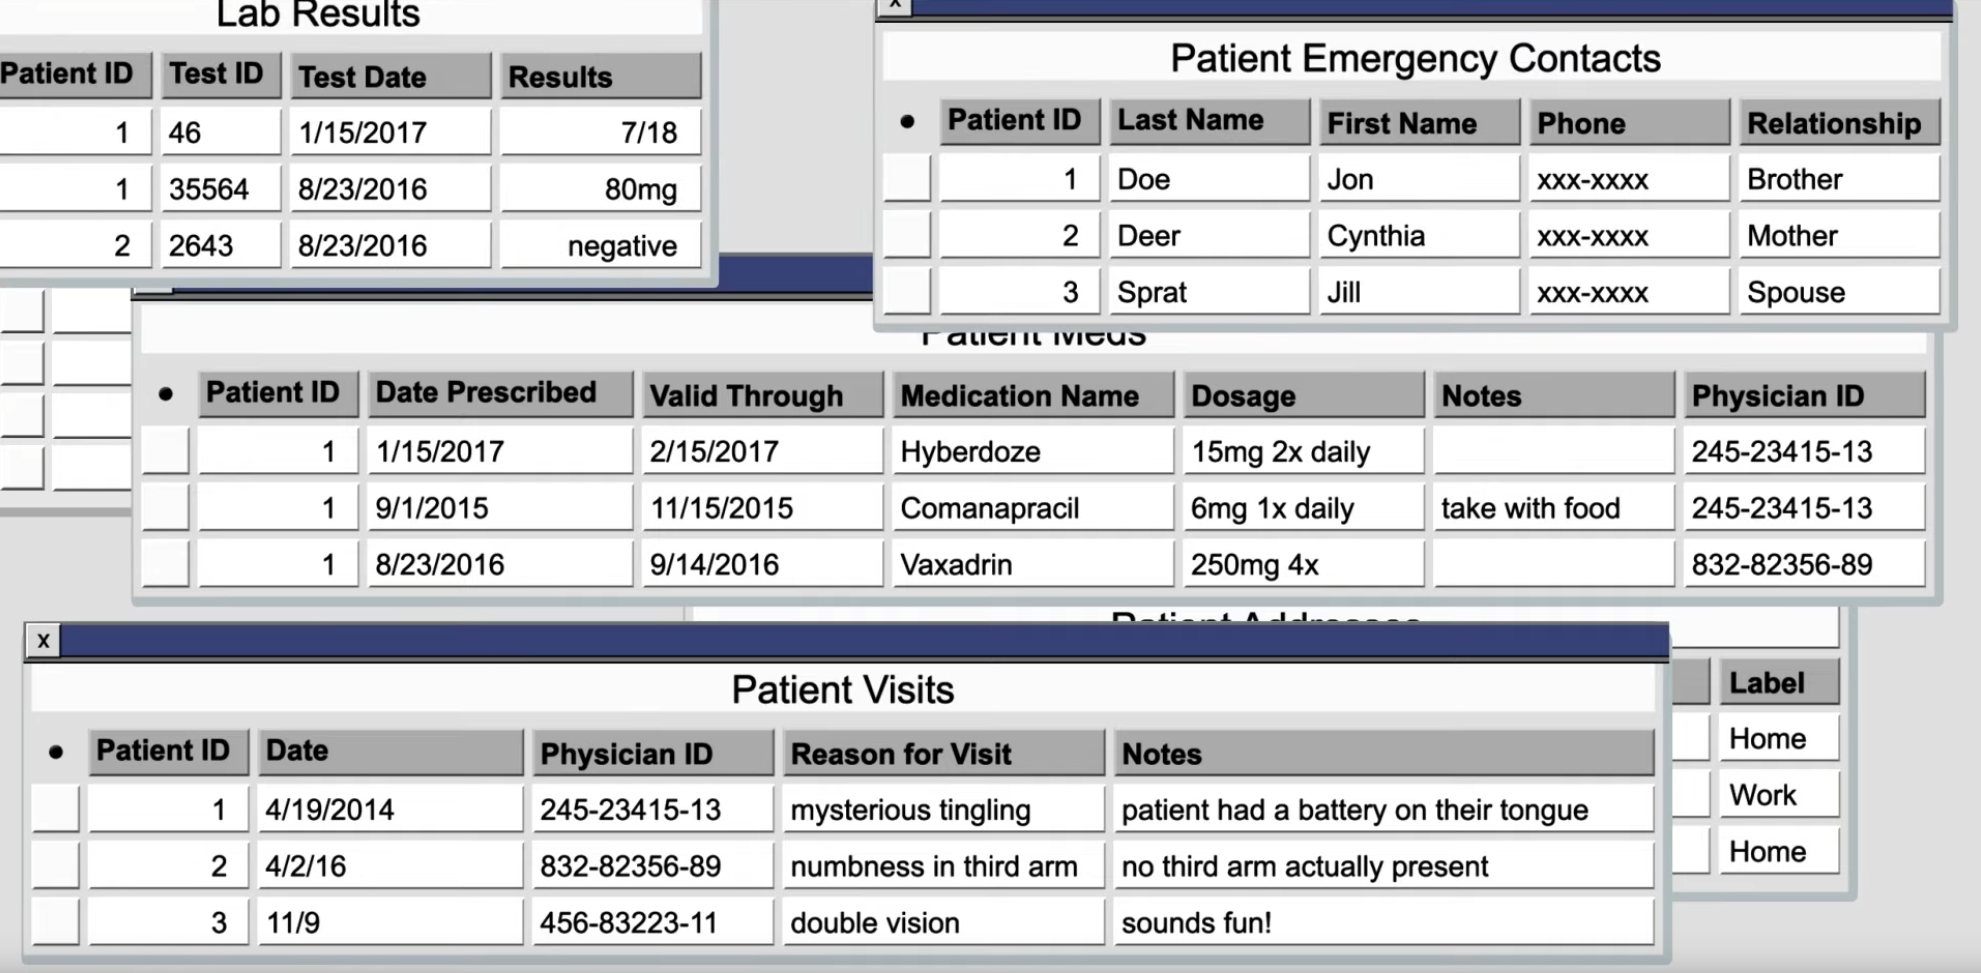 Lab Results
Patient ID Test ID Test Date Results
1 46 1/15/2017 7/18
1 35564 8/23/2016 80mg
2 2643 8/23/2016 negative
x
Patient Emergency Contacts
• Patient ID Last Name First Name Phone Relationship
1 Doe Jon xxx-xxxx Brother
2 Deer Cynthia xxx-xxxx Mother
3 Sprat Jill xxx-xxxx Spouse
Patient Meds
• Patient ID Date Prescribed Valid Through Medication Name Dosage Notes Physician ID
1 1/15/2017 2/15/2017 Hyberdoze 15mg 2x daily 245-23415-13
1 9/1/2015 11/15/2015 Comanapracil 6mg 1x daily take with food 245-23415-13
1 8/23/2016 9/14/2016 Vaxadrin 250mg 4x 832-82356-89
Patient Addresses
Label
Home
Work
Home
x
Patient Visits
• Patient ID Date Physician ID Reason for Visit Notes
1 4/19/2014 245-23415-13 mysterious tingling patient had a battery on their tongue
2 4/2/16 832-82356-89 numbness in third arm no third arm actually present
3 11/9 456-83223-11 double vision sounds fun!